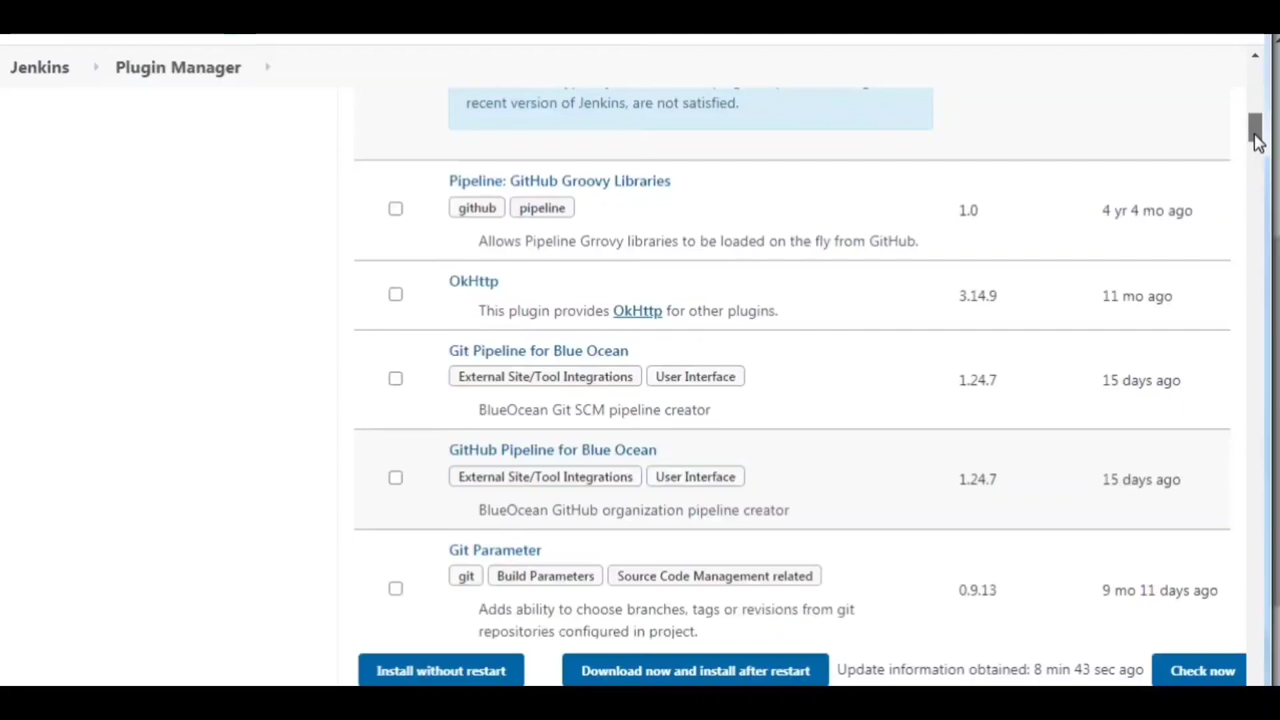 Jenkins Plugin Manager
recent version of Jenkins, are not satisfied.
Pipeline: GitHub Groovy Libraries
github pipeline
1.0 4 yr 4 mo ago
Allows Pipeline Grrovy libraries to be loaded on the fly from GitHub.
OkHttp
3.14.9 11 mo ago
This plugin provides OkHttp for other plugins.
Git Pipeline for Blue Ocean
External Site/Tool Integrations User Interface
1.24.7 15 days ago
BlueOcean Git SCM pipeline creator
GitHub Pipeline for Blue Ocean
External Site/Tool Integrations User Interface
1.24.7 15 days ago
BlueOcean GitHub organization pipeline creator
Git Parameter
git Build Parameters Source Code Management related
0.9.13 9 mo 11 days ago
Adds ability to choose branches, tags or revisions from git
repositories configured in project.
Install without restart Download now and install after restart Update information obtained: 8 min 43 sec ago Check now